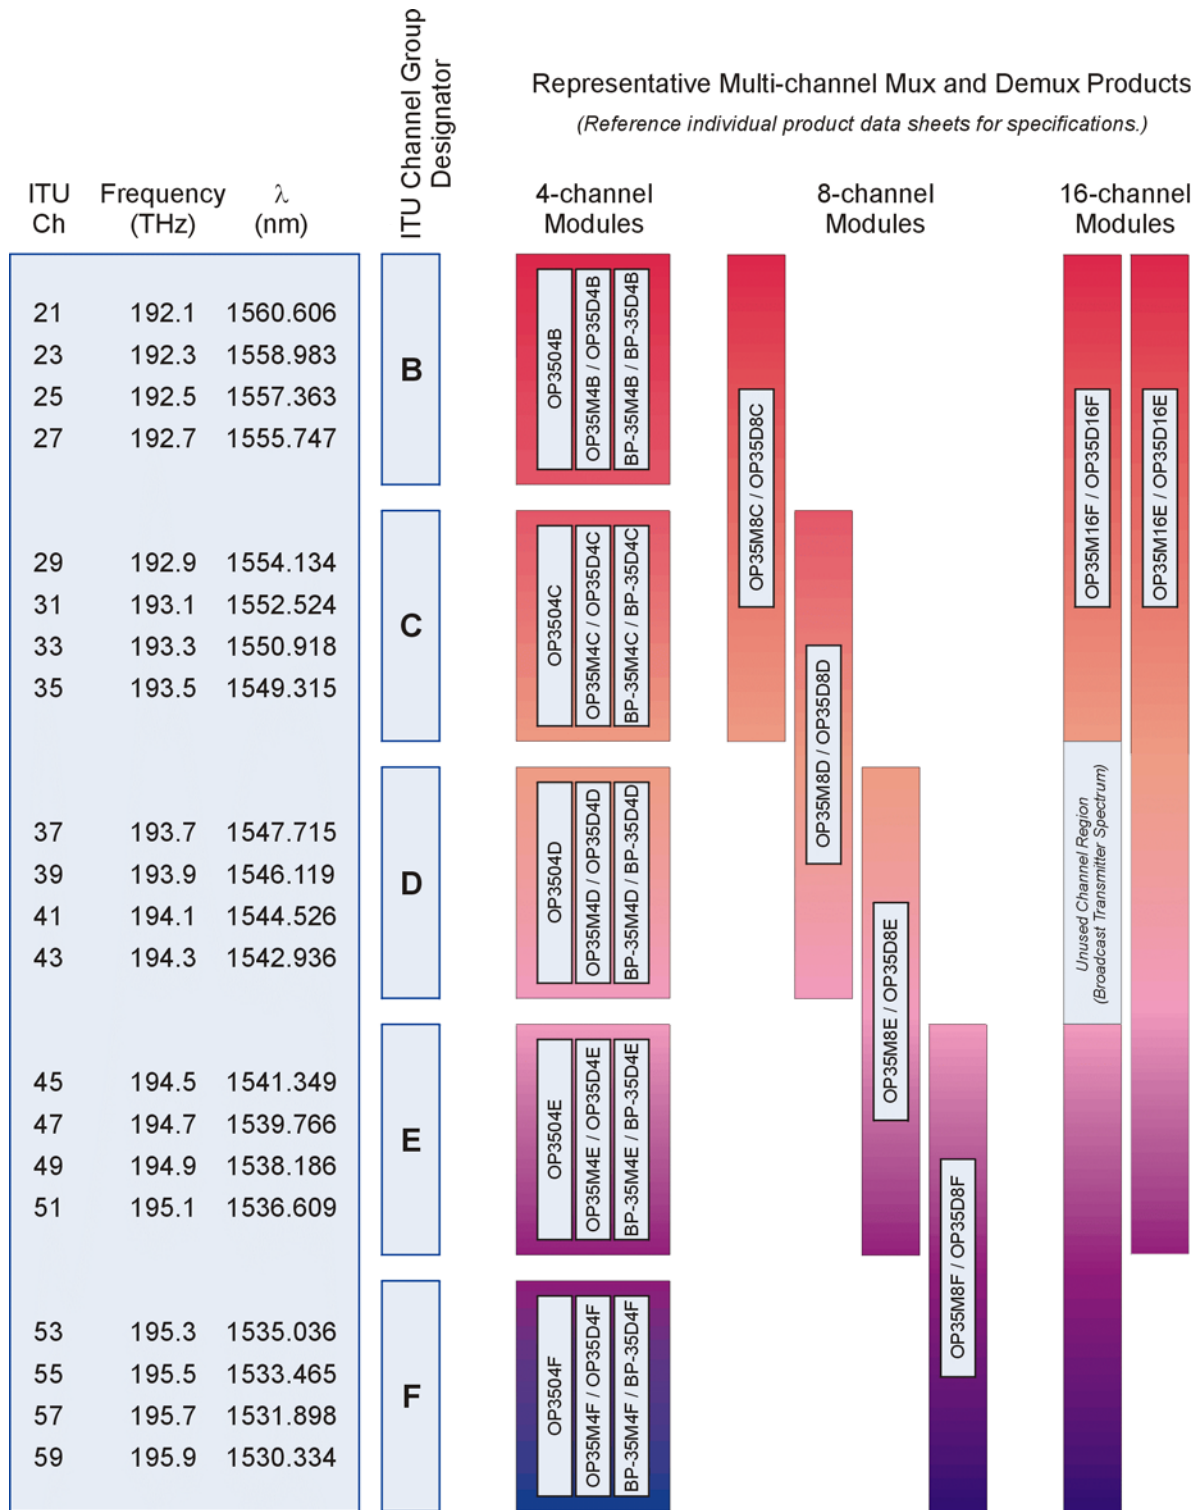 ITU Channel Group
Designator
Representative Multi-channel Mux and Demux Products
(Reference individual product data sheets for specifications.)
ITU
Ch
Frequency
(THz)
λ
(nm)
4-channel
Modules
8-channel
Modules
16-channel
Modules
21 192.1 1560.606
23 192.3 1558.983
25 192.5 1557.363
27 192.7 1555.747
B
OP3504B
OP35M4B / OP35D4B
BP-35M4B / BP-35D4B
29 192.9 1554.134
31 193.1 1552.524
33 193.3 1550.918
35 193.5 1549.315
C
OP3504C
OP35M4C / OP35D4C
BP-35M4C / BP-35D4C
37 193.7 1547.715
39 193.9 1546.119
41 194.1 1544.526
43 194.3 1542.936
D
OP3504D
OP35M4D / OP35D4D
BP-35M4D / BP-35D4D
45 194.5 1541.349
47 194.7 1539.766
49 194.9 1538.186
51 195.1 1536.609
E
OP3504E
OP35M4E / OP35D4E
BP-35M4E / BP-35D4E
53 195.3 1535.036
55 195.5 1533.465
57 195.7 1531.898
59 195.9 1530.334
F
OP3504F
OP35M4F / OP35D4F
BP-35M4F / BP-35D4F
OP35M8C / OP35D8C
OP35M8D / OP35D8D
OP35M8E / OP35D8E
OP35M8F / OP35D8F
OP35M16F / OP35D16F
Unused Channel Region
(Broadcast Transmitter Spectrum)
OP35M16E / OP35D16E